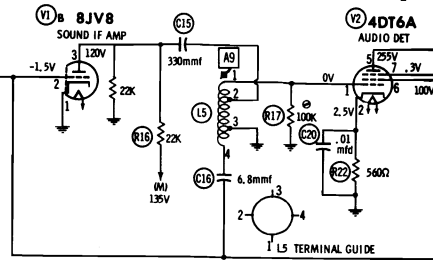 V1 B 8JV8
SOUND IF AMP
C15
330mmf
A9
V2 4DT6A
AUDIO DET
3 120V
-1.5V
2
1
22K
R16 22K
(M)
135V
1
2
L5
3
4
C16 6.8mmf
R17 100K
0V
1
5 255V
7 .3V
6
100V
2.5V 2
C20 .01
mfd
R22 560Ω
3
2 4
1 L5 TERMINAL GUIDE